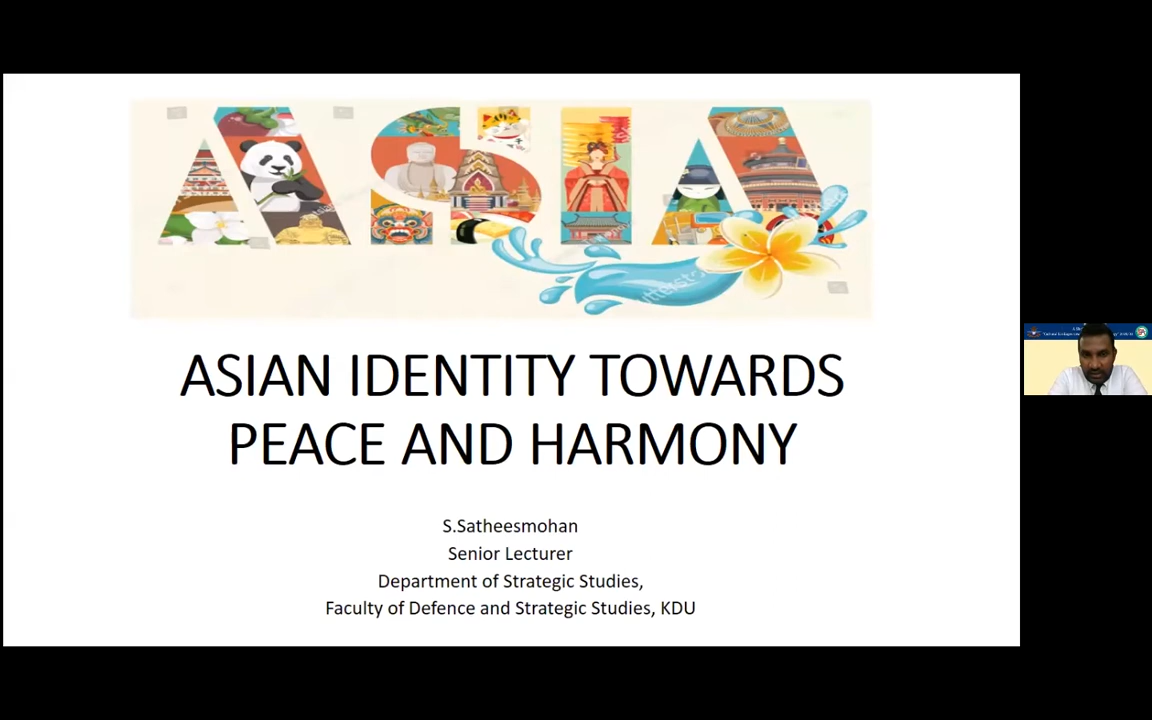 ASIA
ASIAN IDENTITY TOWARDS
PEACE AND HARMONY
S.Satheesmohan
Senior Lecturer
Department of Strategic Studies,
Faculty of Defence and Strategic Studies, KDU